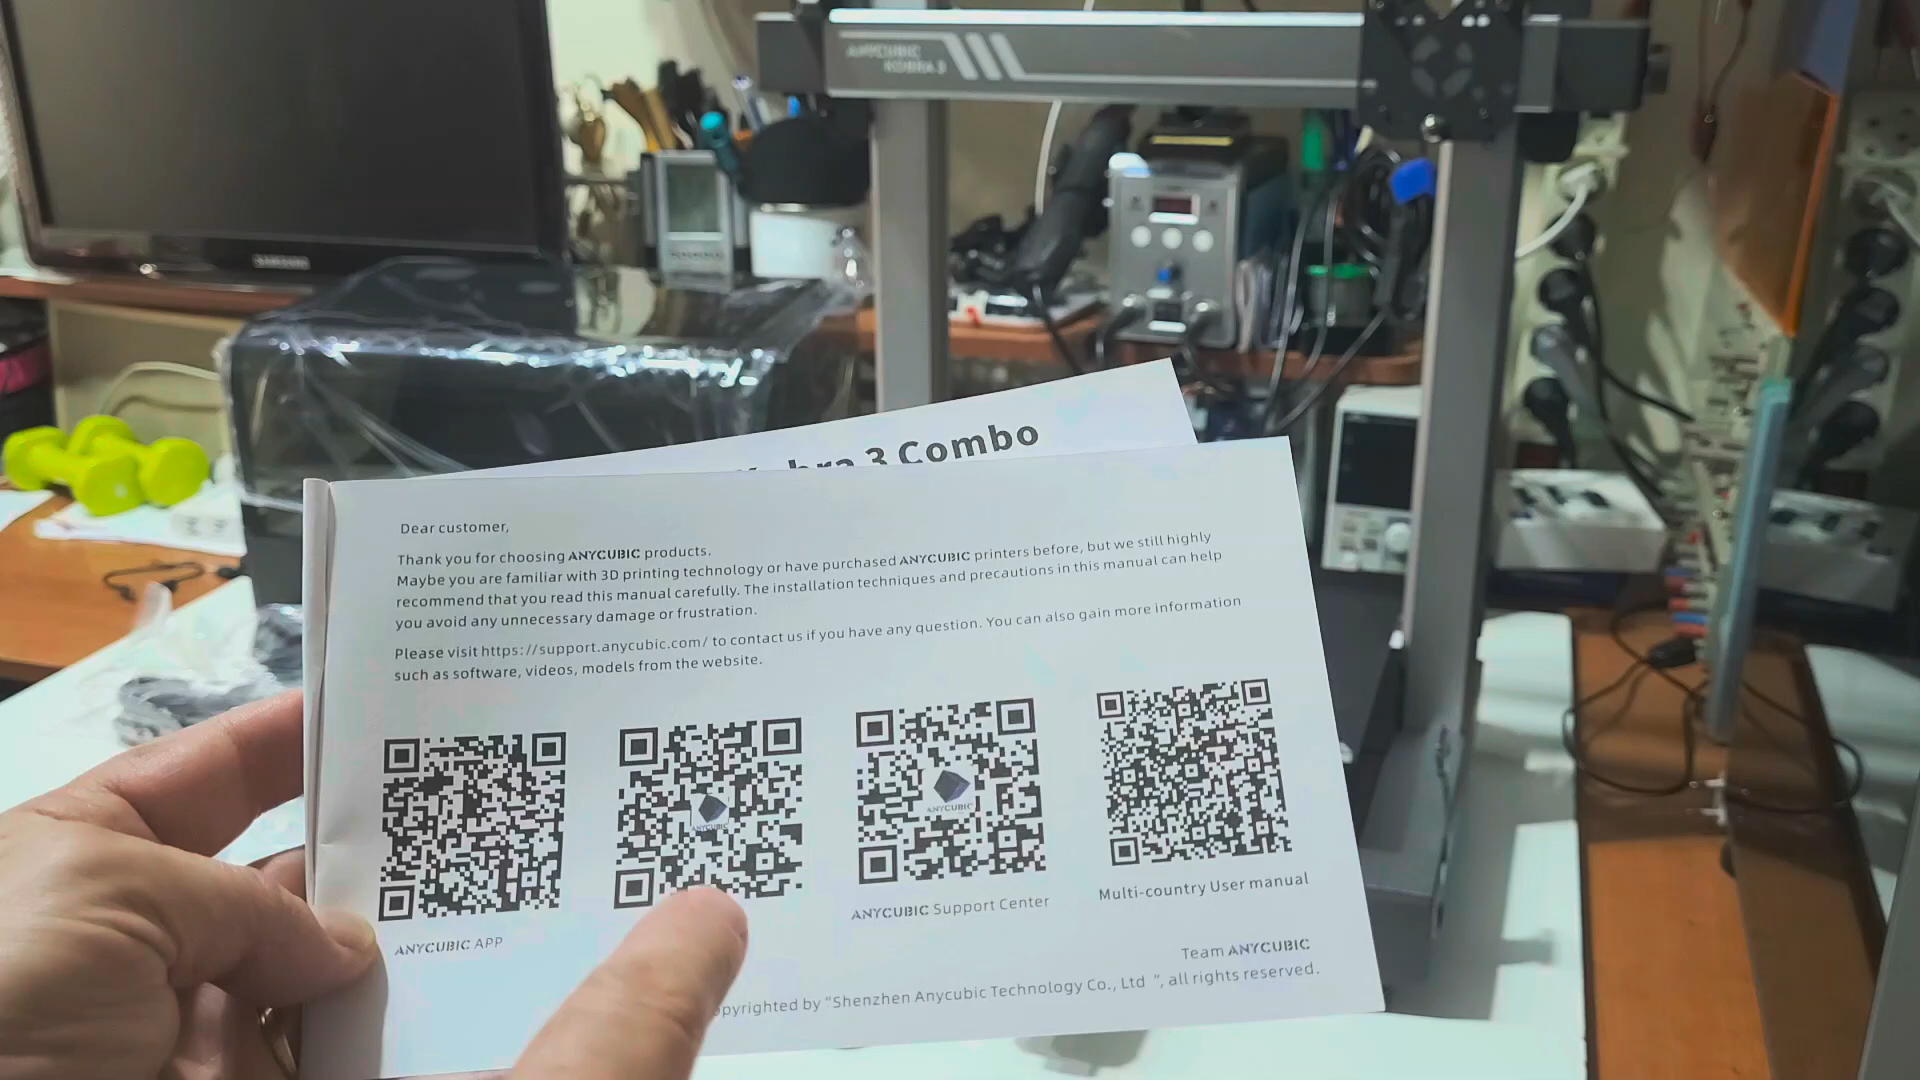 ANYCUBIC
KOBRA 3
SAMSUNG
Kobra 3 Combo
Dear customer,
Thank you for choosing ANYCUBIC products.
Maybe you are familiar with 3D printing technology or have purchased ANYCUBIC printers before, but we still highly
recommend that you read this manual carefully. The installation techniques and precautions in this manual can help
you avoid any unnecessary damage or frustration.
Please visit https://support.anycubic.com/ to contact us if you have any question. You can also gain more information
such as software, videos, models from the website.
ANYCUBIC
ANYCUBIC
ANYCUBIC APP
ANYCUBIC Support Center
Multi-country User manual
Team ANYCUBIC
opyrighted by "Shenzhen Anycubic Technology Co., Ltd ", all rights reserved.